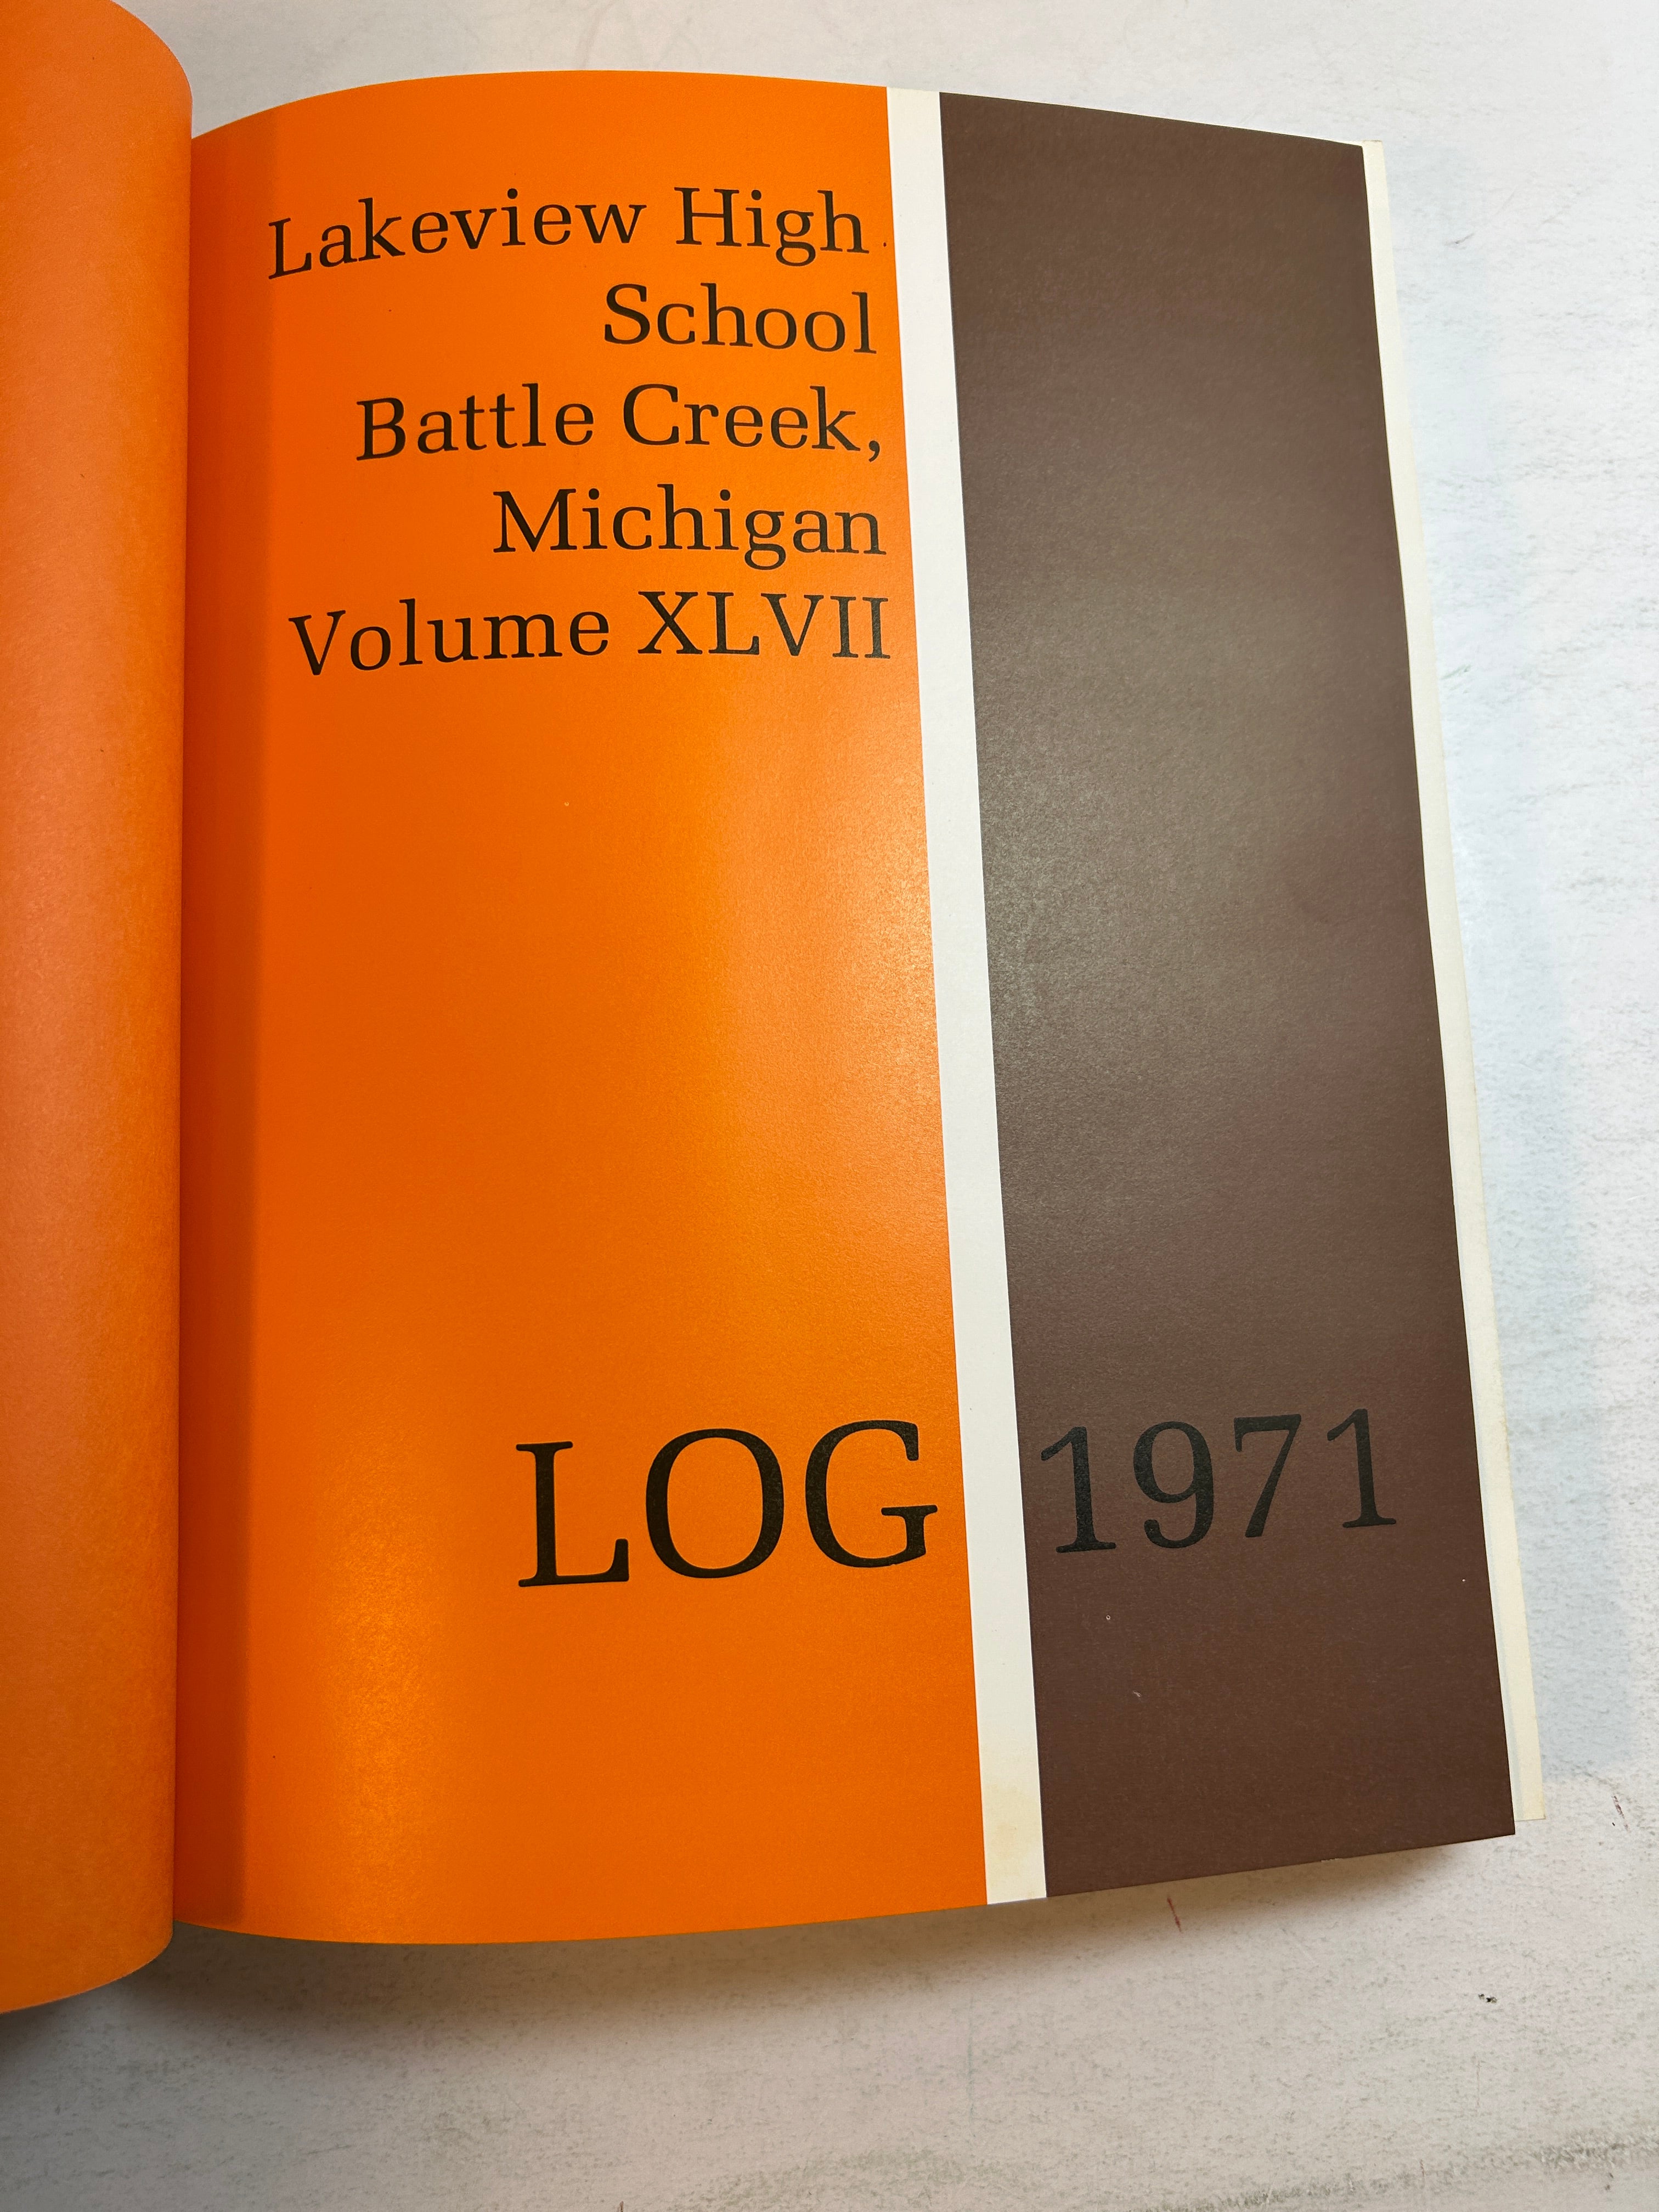 Lakeview High
School
Battle Creek,
Michigan
Volume XLVII
LOG 1971